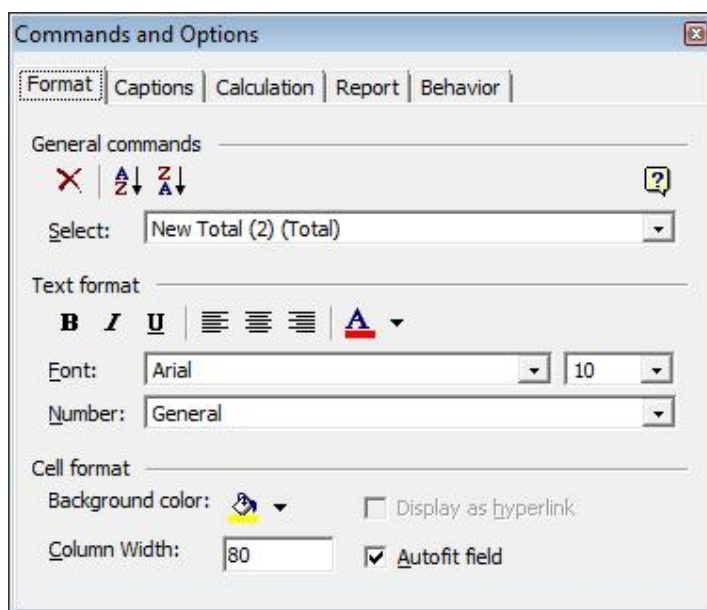 Commands and Options
Format Captions Calculation Report Behavior
General commands
A Z Z A ?
Select: New Total (2) (Total)
Text format
B I U A
Font: Arial 10
Number: General
Cell format
Background color: Display as hyperlink
Column Width: 80 Autofit field